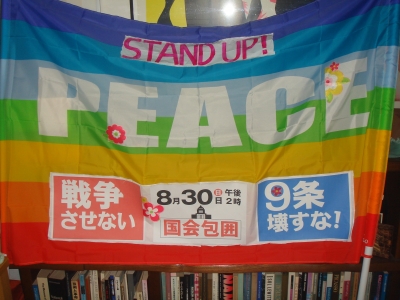 STAND UP!
PEACE
戦争
させない
8月30日㊐午後2時
国会包囲
9条
壊すな!